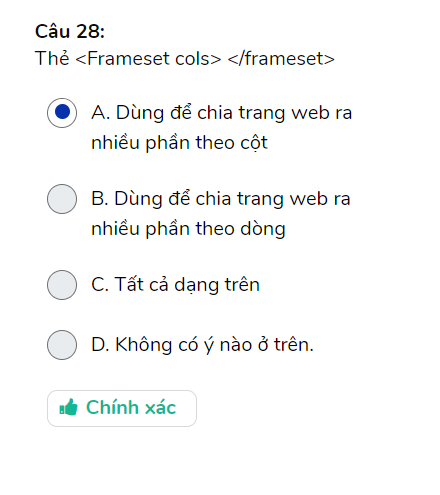 Câu 28:
Thẻ <Frameset cols> </frameset>
A. Dùng để chia trang web ra
nhiều phần theo cột
B. Dùng để chia trang web ra
nhiều phần theo dòng
C. Tất cả dạng trên
D. Không có ý nào ở trên.
Chính xác